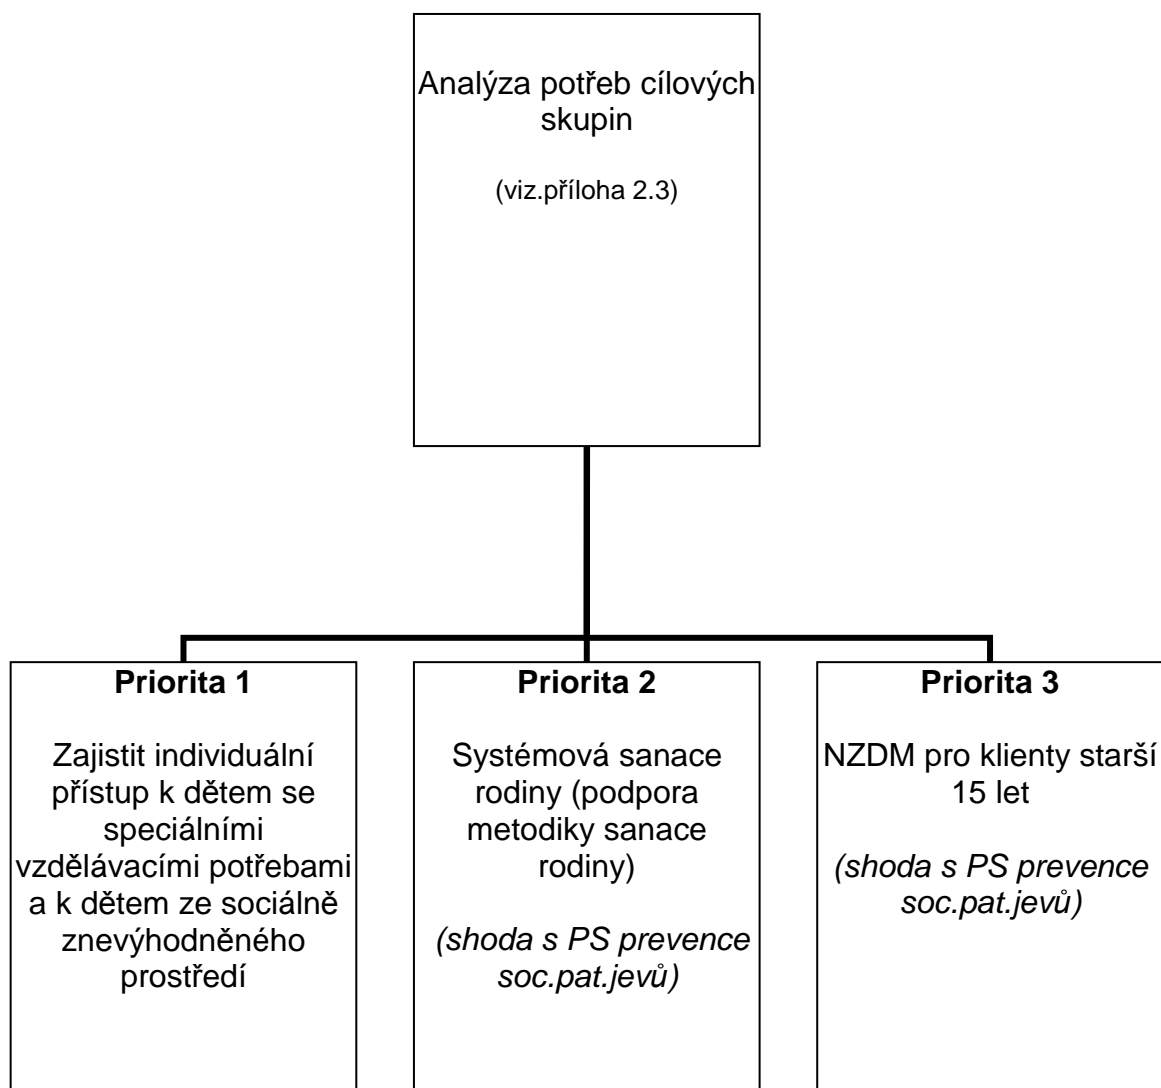 Analýza potřeb cílových
skupin
(viz.příloha 2.3)
Priorita 1
Zajistit individuální
přístup k dětem se
speciálními
vzdělávacími potřebami
a k dětem ze sociálně
znevýhodněného
prostředí
Priorita 2
Systémová sanace
rodiny (podpora
metodiky sanace
rodiny)
(shoda s PS prevence
soc.pat.jevů)
Priorita 3
NZDM pro klienty starší
15 let
(shoda s PS prevence
soc.pat.jevů)